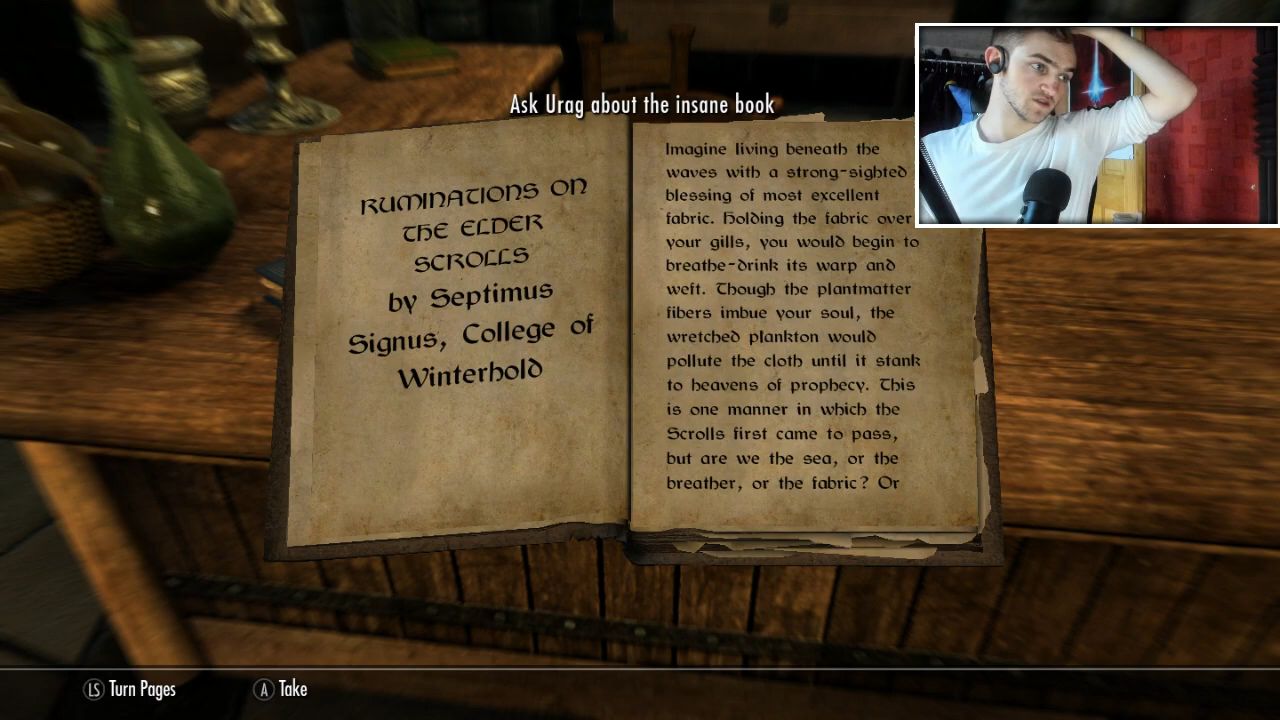 Ask Urag about the insane book
RUMINATIONS ON
THE ELDER
SCROLLS
by Septimus
Signus, College of
Winterhold
Imagine living beneath the
waves with a strong-sighted
blessing of most excellent
fabric. Holding the fabric over
your gills, you would begin to
breathe-drink its warp and
weft. Though the plantmatter
fibers imbue your soul, the
wretched plankton would
pollute the cloth until it stank
to heavens of prophecy. This
is one manner in which the
Scrolls first came to pass,
but are we the sea, or the
breather, or the fabric? Or
LS Turn Pages
A Take